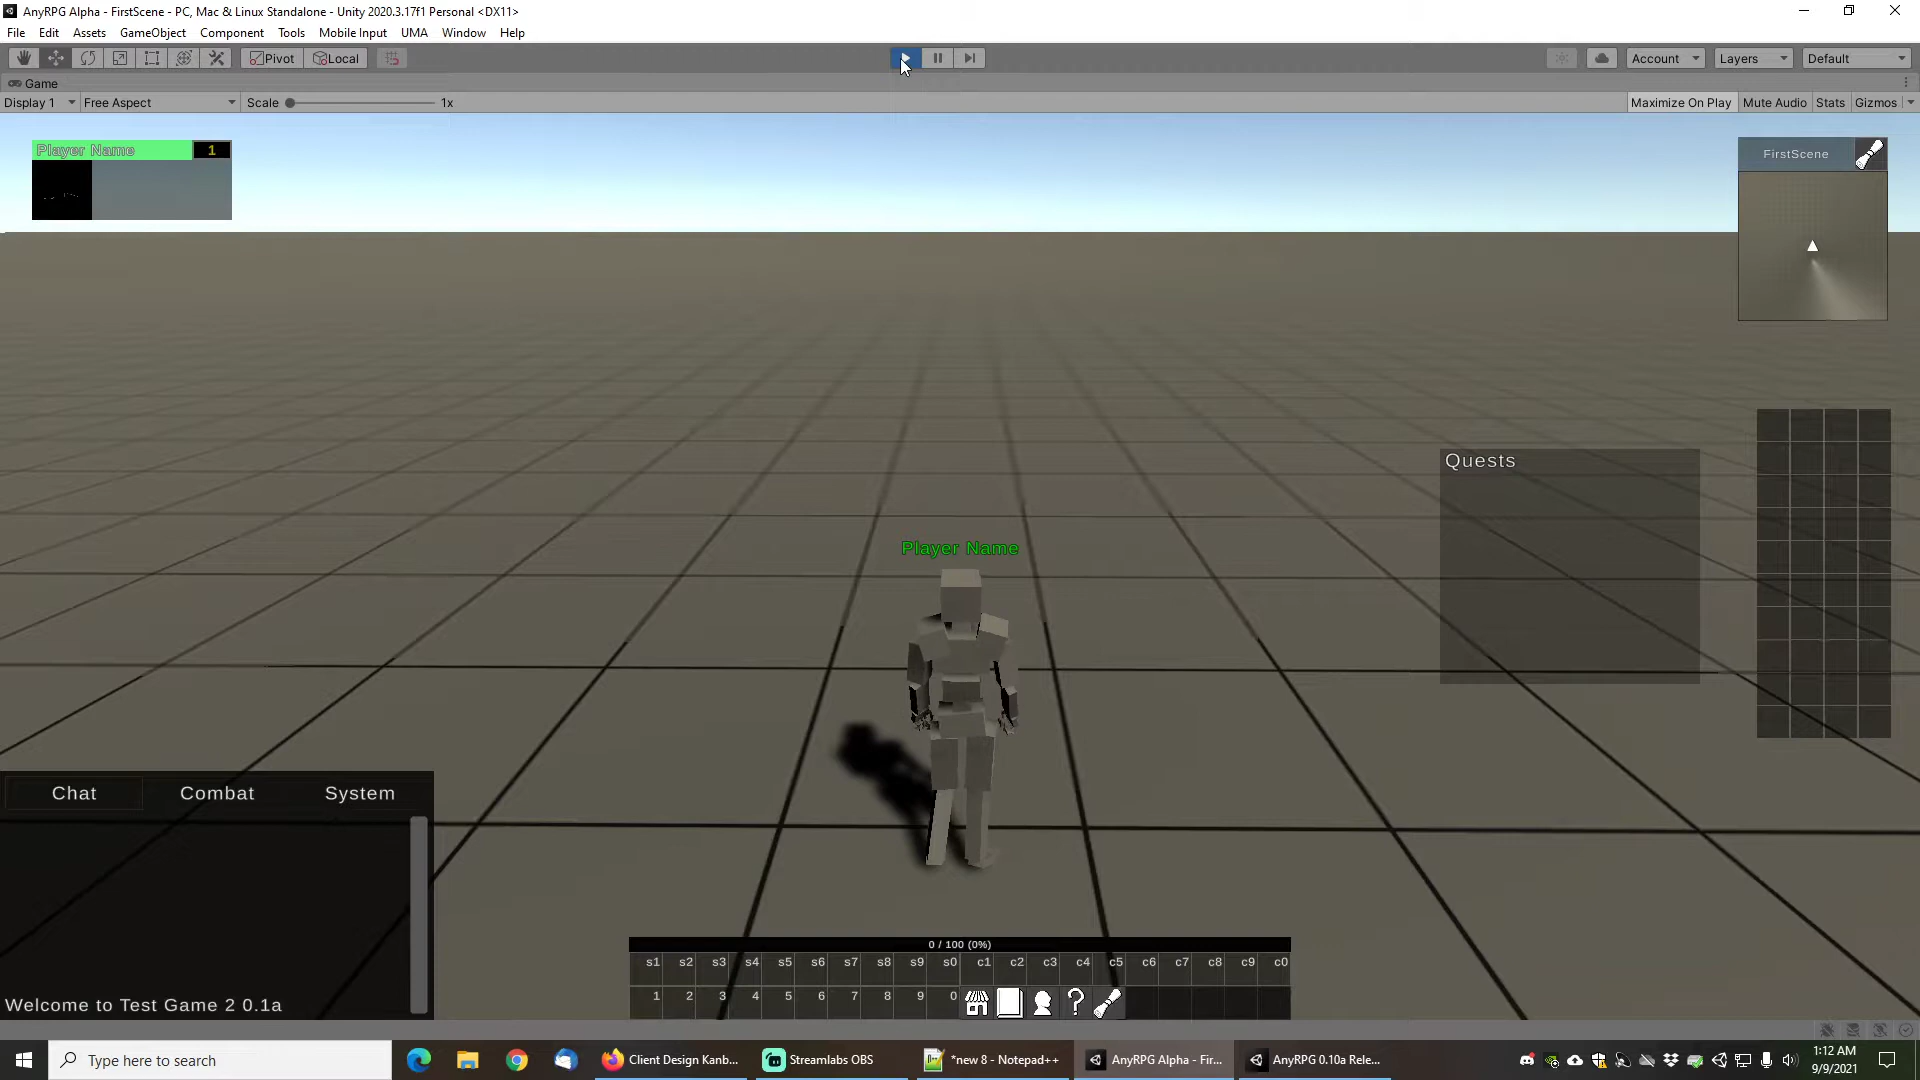 AnyRPG Alpha - FirstScene - PC, Mac & Linux Standalone - Unity 2020.3.17f1 Personal <DX11>
File Edit Assets GameObject Component Tools Mobile Input UMA Window Help
Pivot Local Account Layers Default
Game
Display 1 Free Aspect Scale 1x Maximize On Play Mute Audio Stats Gizmos
Player Name 1
FirstScene
Quests
Player Name
Chat Combat System
Welcome to Test Game 2 0.1a
0 / 100 (0%)
s1 s2 s3 s4 s5 s6 s7 s8 s9 s0 c1 c2 c3 c4 c5 c6 c7 c8 c9 c0
1 2 3 4 5 6 7 8 9 0
Type here to search
Client Design Kanb...
Streamlabs OBS
*new 8 - Notepad++
AnyRPG Alpha - Fir...
AnyRPG 0.10a Rele...
1:12 AM
9/9/2021